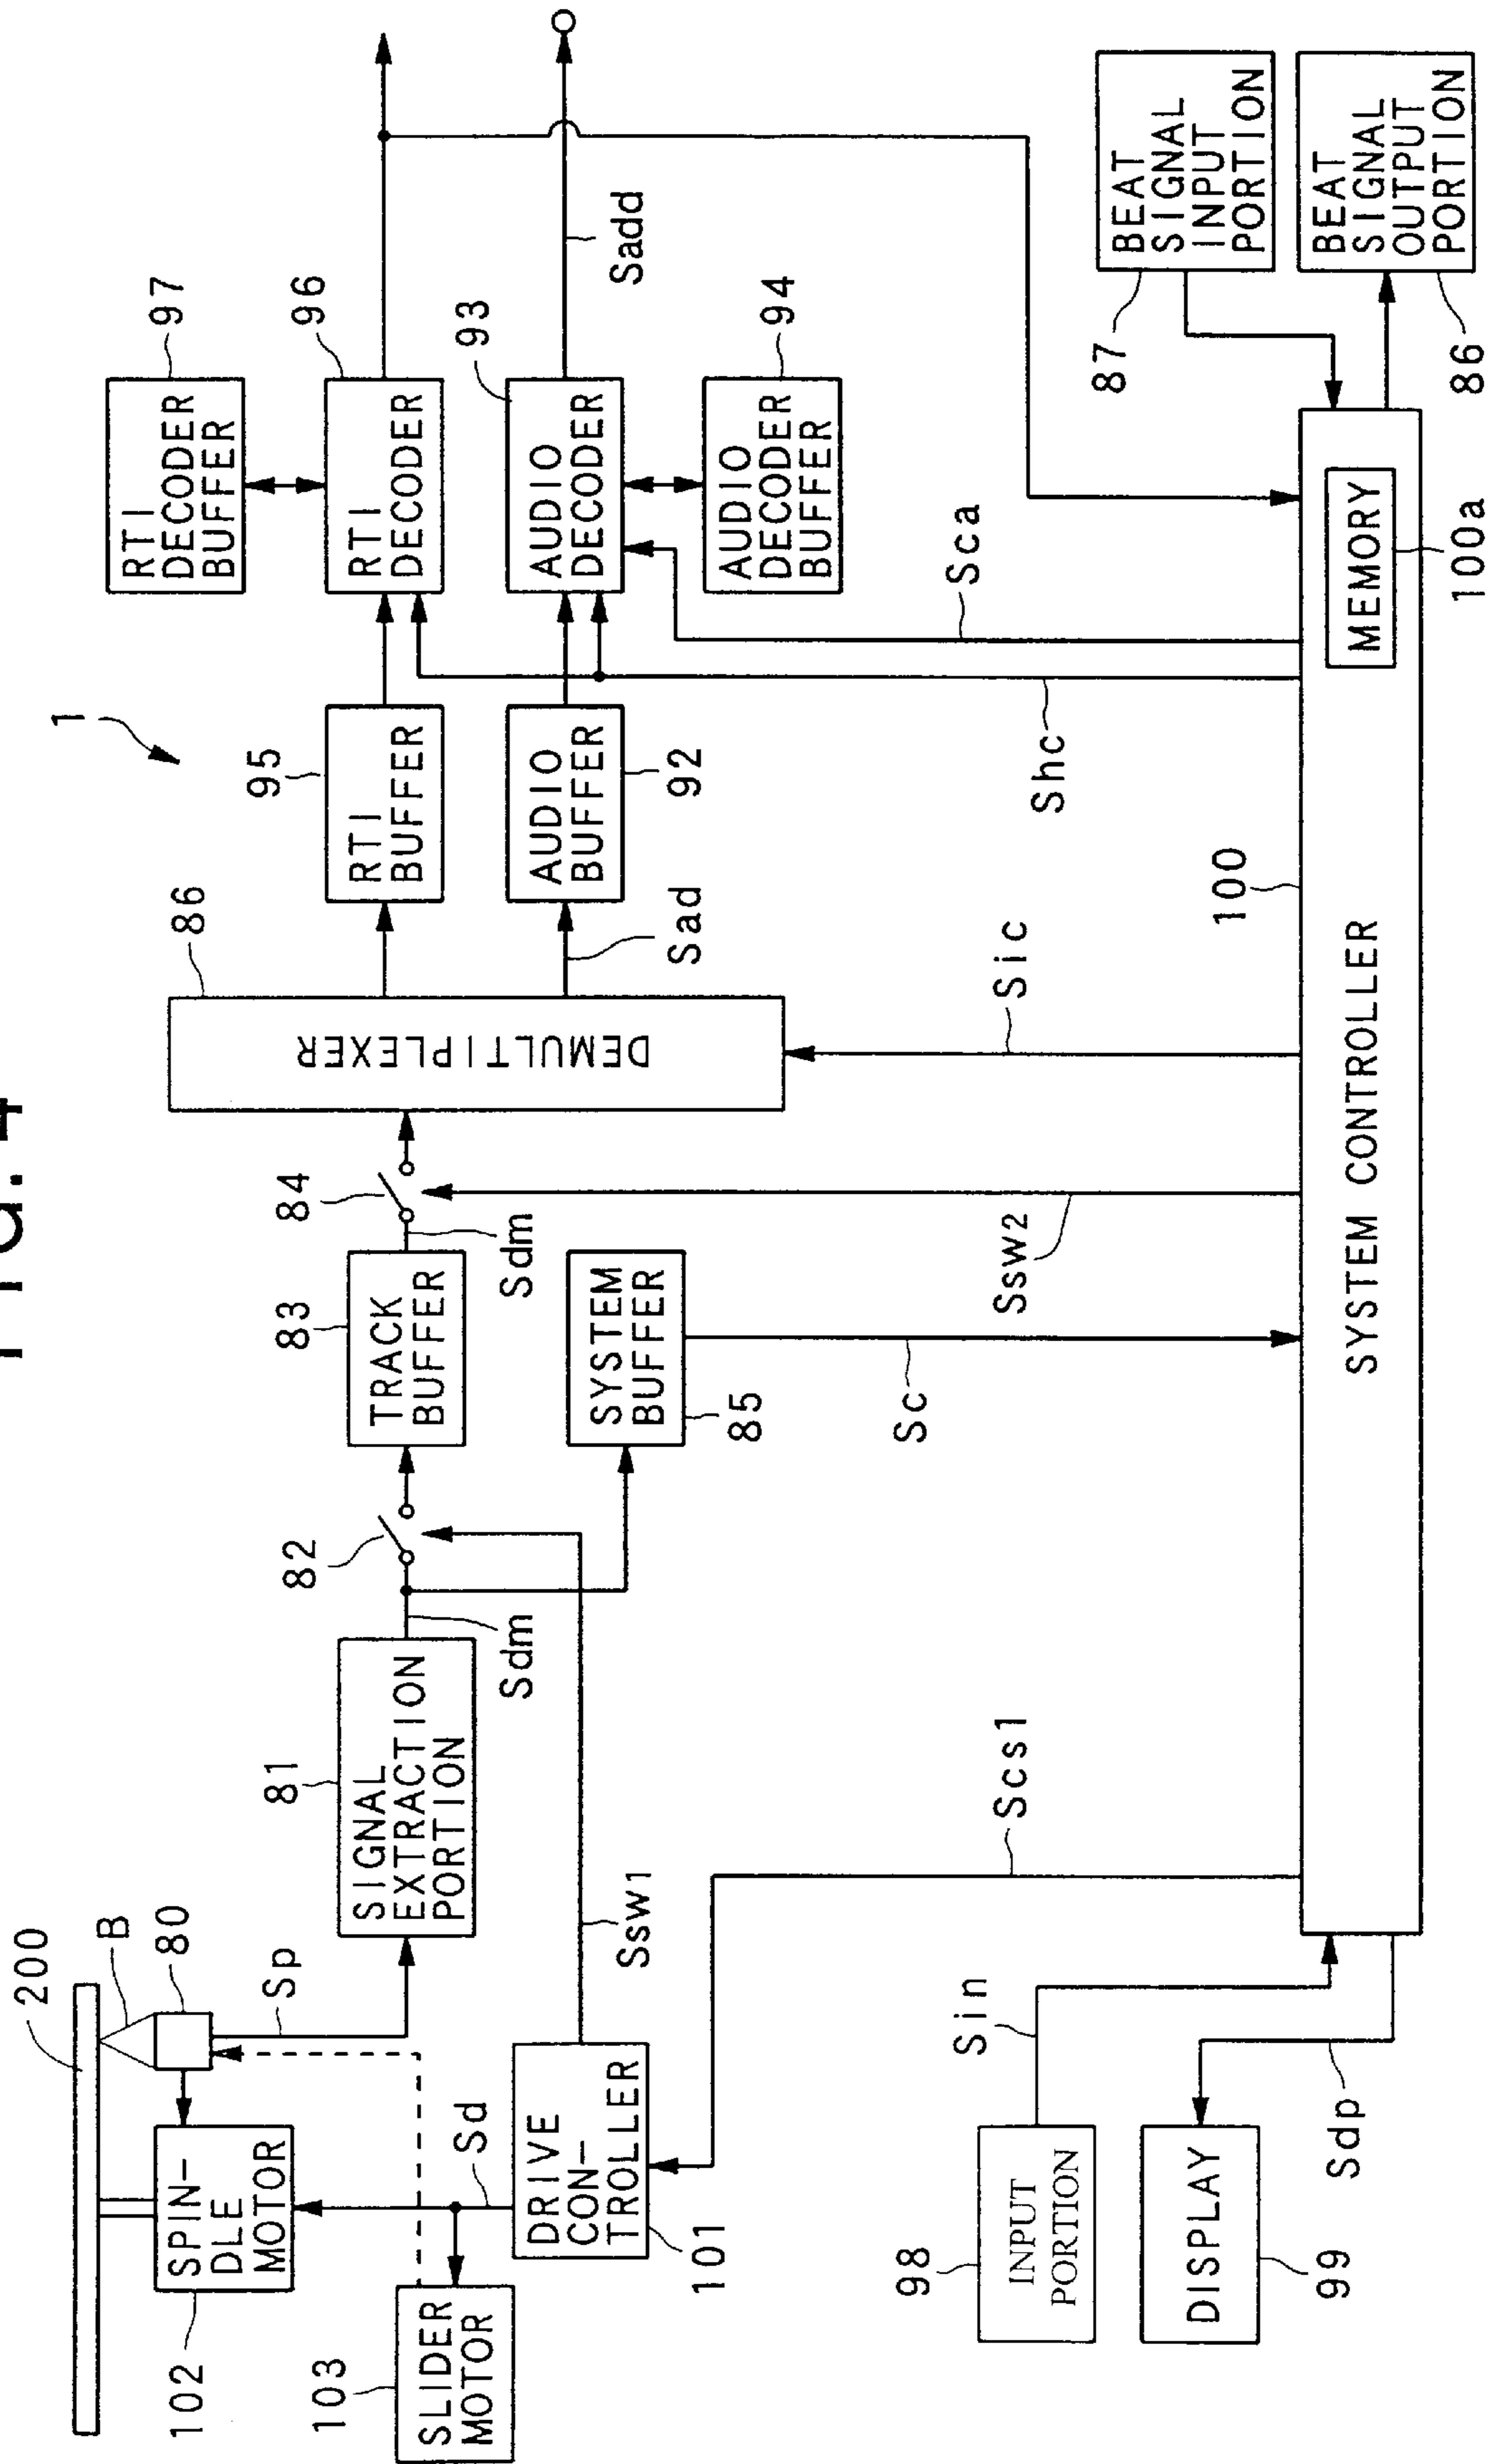 FIG. 4
1
200
B
80
Sp
102
SPIN-
DLE
MOTOR
103
SLIDER
MOTOR
Sd
DRIVE
CON-
TROLLER
101
Ssw1
81
SIGNAL
EXTRACTION
PORTION
Sdm
82
83
TRACK
BUFFER
Sdm
84
SYSTEM
BUFFER
85
86
DEMULTIPLEXER
Sad
95
RTI
BUFFER
AUDIO
BUFFER
92
97
RTI
DECODER
BUFFER
96
RTI
DECODER
93
AUDIO
DECODER
94
AUDIO
DECODER
BUFFER
Sadd
Scs1
Sc
Ssw2
Sic
Shc
Sca
98
INPUT
PORTION
Sin
99
DISPLAY
Sdp
100
SYSTEM CONTROLLER
MEMORY
100a
87
BEAT
SIGNAL
INPUT
PORTION
86
BEAT
SIGNAL
OUTPUT
PORTION